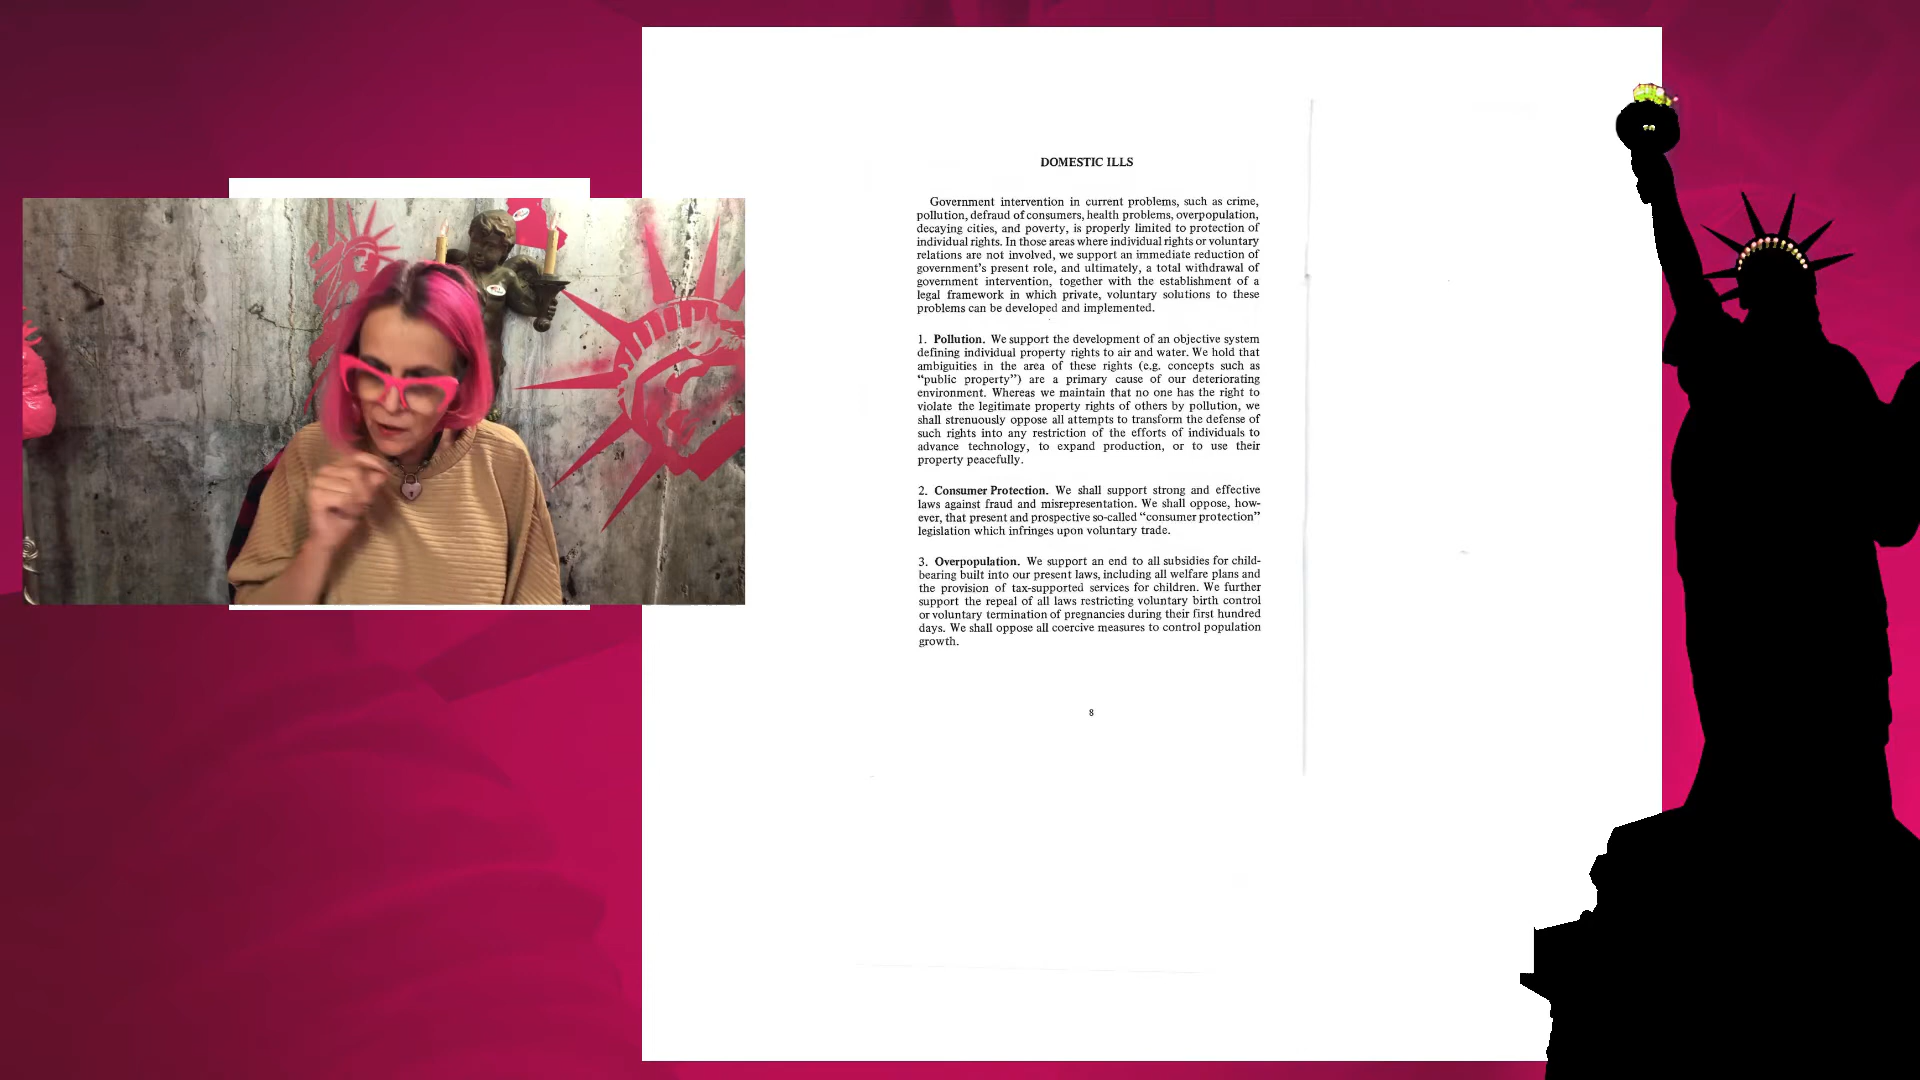 DOMESTIC ILLS
Government intervention in current problems, such as crime,
pollution, defraud of consumers, health problems, overpopulation,
decaying cities, and poverty, is properly limited to protection of
individual rights. In those areas where individual rights or voluntary
relations are not involved, we support an immediate reduction of
government's present role, and ultimately, a total withdrawal of
government intervention, together with the establishment of a
legal framework in which private, voluntary solutions to these
problems can be developed and implemented.
1. Pollution. We support the development of an objective system
defining individual property rights to air and water. We hold that
ambiguities in the area of these rights (e.g. concepts such as
“public property”) are a primary cause of our deteriorating
environment. Whereas we maintain that no one has the right to
violate the legitimate property rights of others by pollution, we
shall strenuously oppose all attempts to transform the defense of
such rights into any restriction of the efforts of individuals to
advance technology, to expand production, or to use their
property peacefully.
2. Consumer Protection. We shall support strong and effective
laws against fraud and misrepresentation. We shall oppose, how-
ever, that present and prospective so-called “consumer protection”
legislation which infringes upon voluntary trade.
3. Overpopulation. We support an end to all subsidies for child-
bearing built into our present laws, including all welfare plans and
the provision of tax-supported services for children. We further
support the repeal of all laws restricting voluntary birth control
or voluntary termination of pregnancies during their first hundred
days. We shall oppose all coercive measures to control population
growth.
8